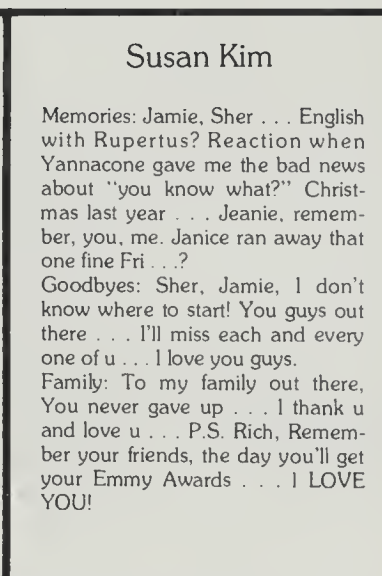 Susan Kim
Memories: Jamie, Sher . . . English
with Rupertus? Reaction when
Yannacone gave me the bad news
about "you know what?" Christ-
mas last year . . . Jeanie, remem-
ber, you, me. Janice ran away that
one fine Fri . . .?
Goodbyes: Sher, Jamie, I don't
know where to start! You guys out
there . . . I'll miss each and every
one of u . . . I love you guys.
Family: To my family out there,
You never gave up . . . I thank u
and love u . . . P.S. Rich, Remem-
ber your friends, the day you'll get
your Emmy Awards . . . I LOVE
YOU!